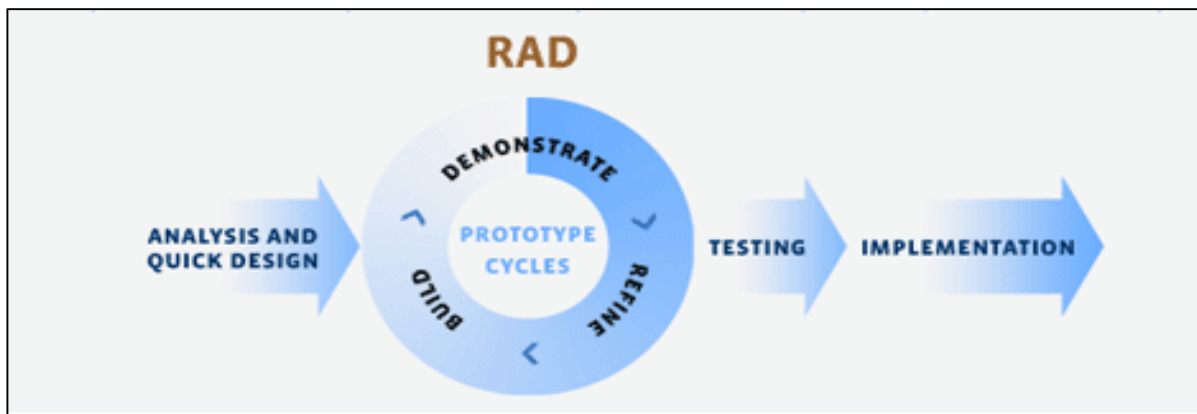 RAD
ANALYSIS AND
QUICK DESIGN
DEMONSTRATE
REFINE
BUILD
PROTOTYPE
CYCLES
TESTING
IMPLEMENTATION